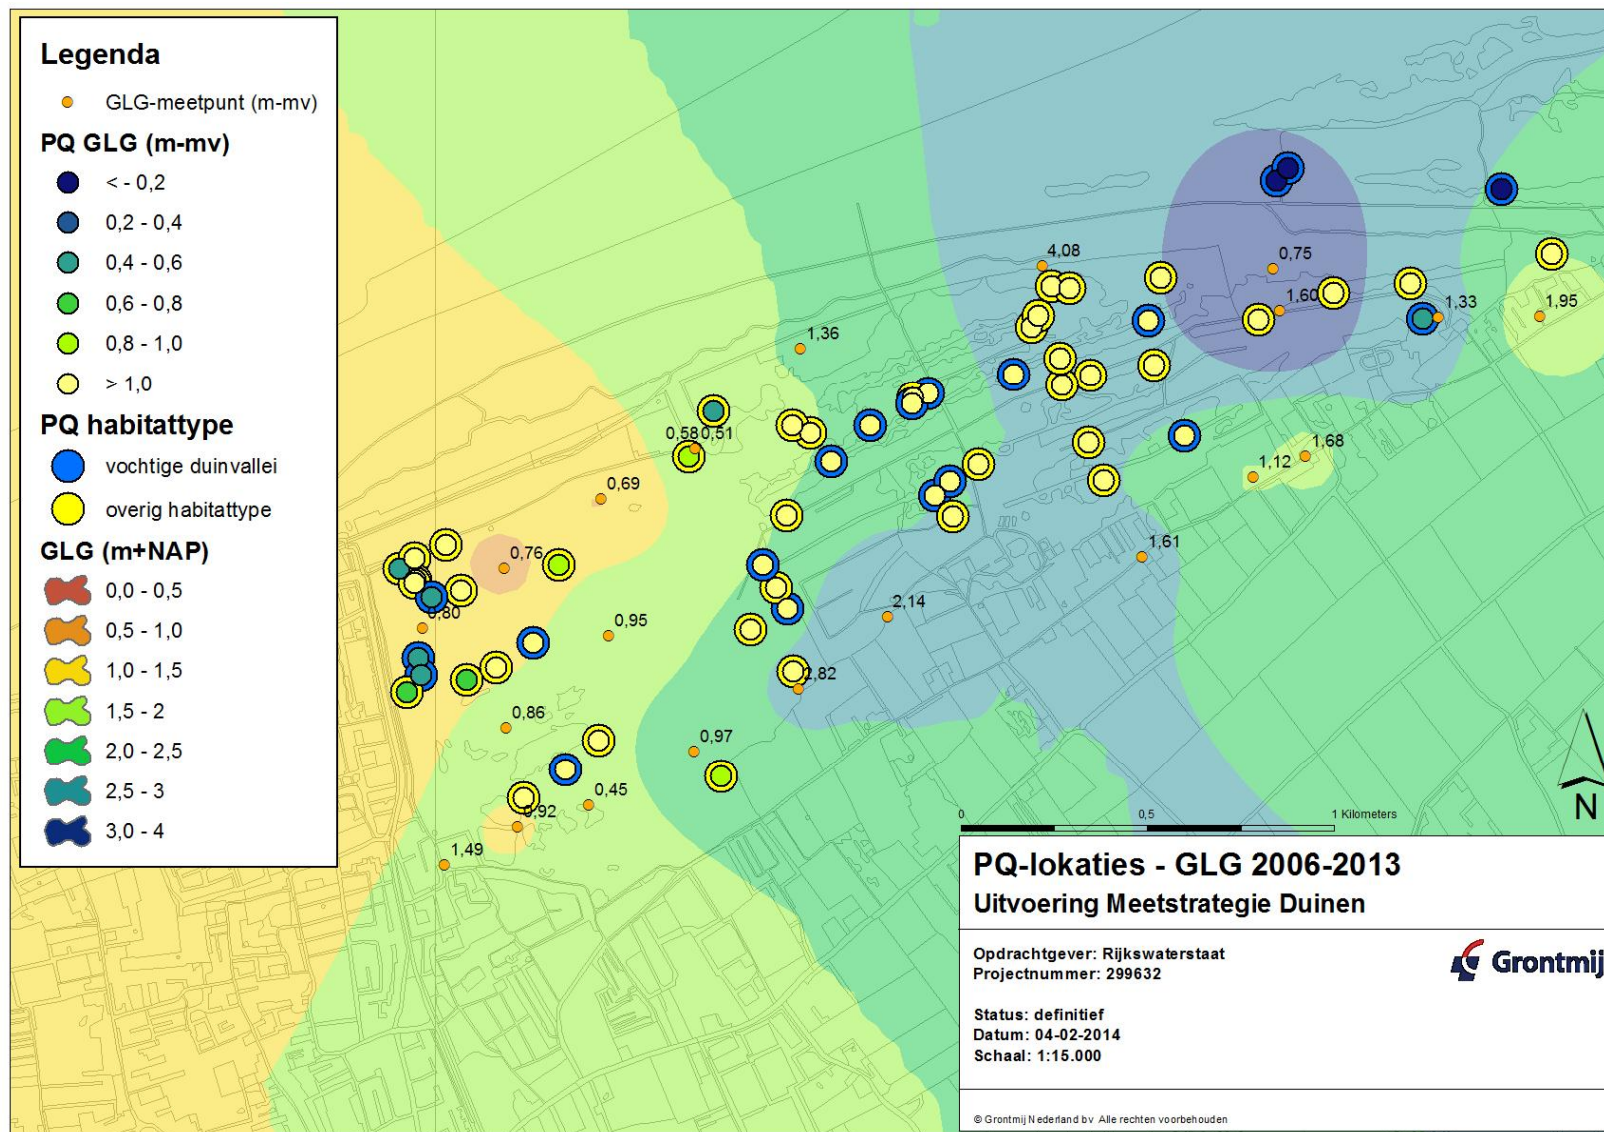 Legenda
GLG-meetpunt (m-mv)
PQ GLG (m-mv)
< - 0,2
0,2 - 0,4
0,4 - 0,6
0,6 - 0,8
0,8 - 1,0
> 1,0
PQ habitattype
vochtige duinvallei
overig habitattype
GLG (m+NAP)
0,0 - 0,5
0,5 - 1,0
1,0 - 1,5
1,5 - 2
2,0 - 2,5
2,5 - 3
3,0 - 4
4,08
0,75
1,60
1,33
1,95
1,36
0,58
0,51
1,68
1,12
0,69
0,76
1,61
0,80
0,95
2,14
2,82
0,86
0,97
0,45
0,92
1,49
N
0
0,5
1 Kilometers
PQ-lokaties - GLG 2006-2013
Uitvoering Meetstrategie Duinen
Opdrachtgever: Rijkswaterstaat
Projectnummer: 299632
Grontmij
Status: definitief
Datum: 04-02-2014
Schaal: 1:15.000
© Grontmij Nederland bv Alle rechten voorbehouden